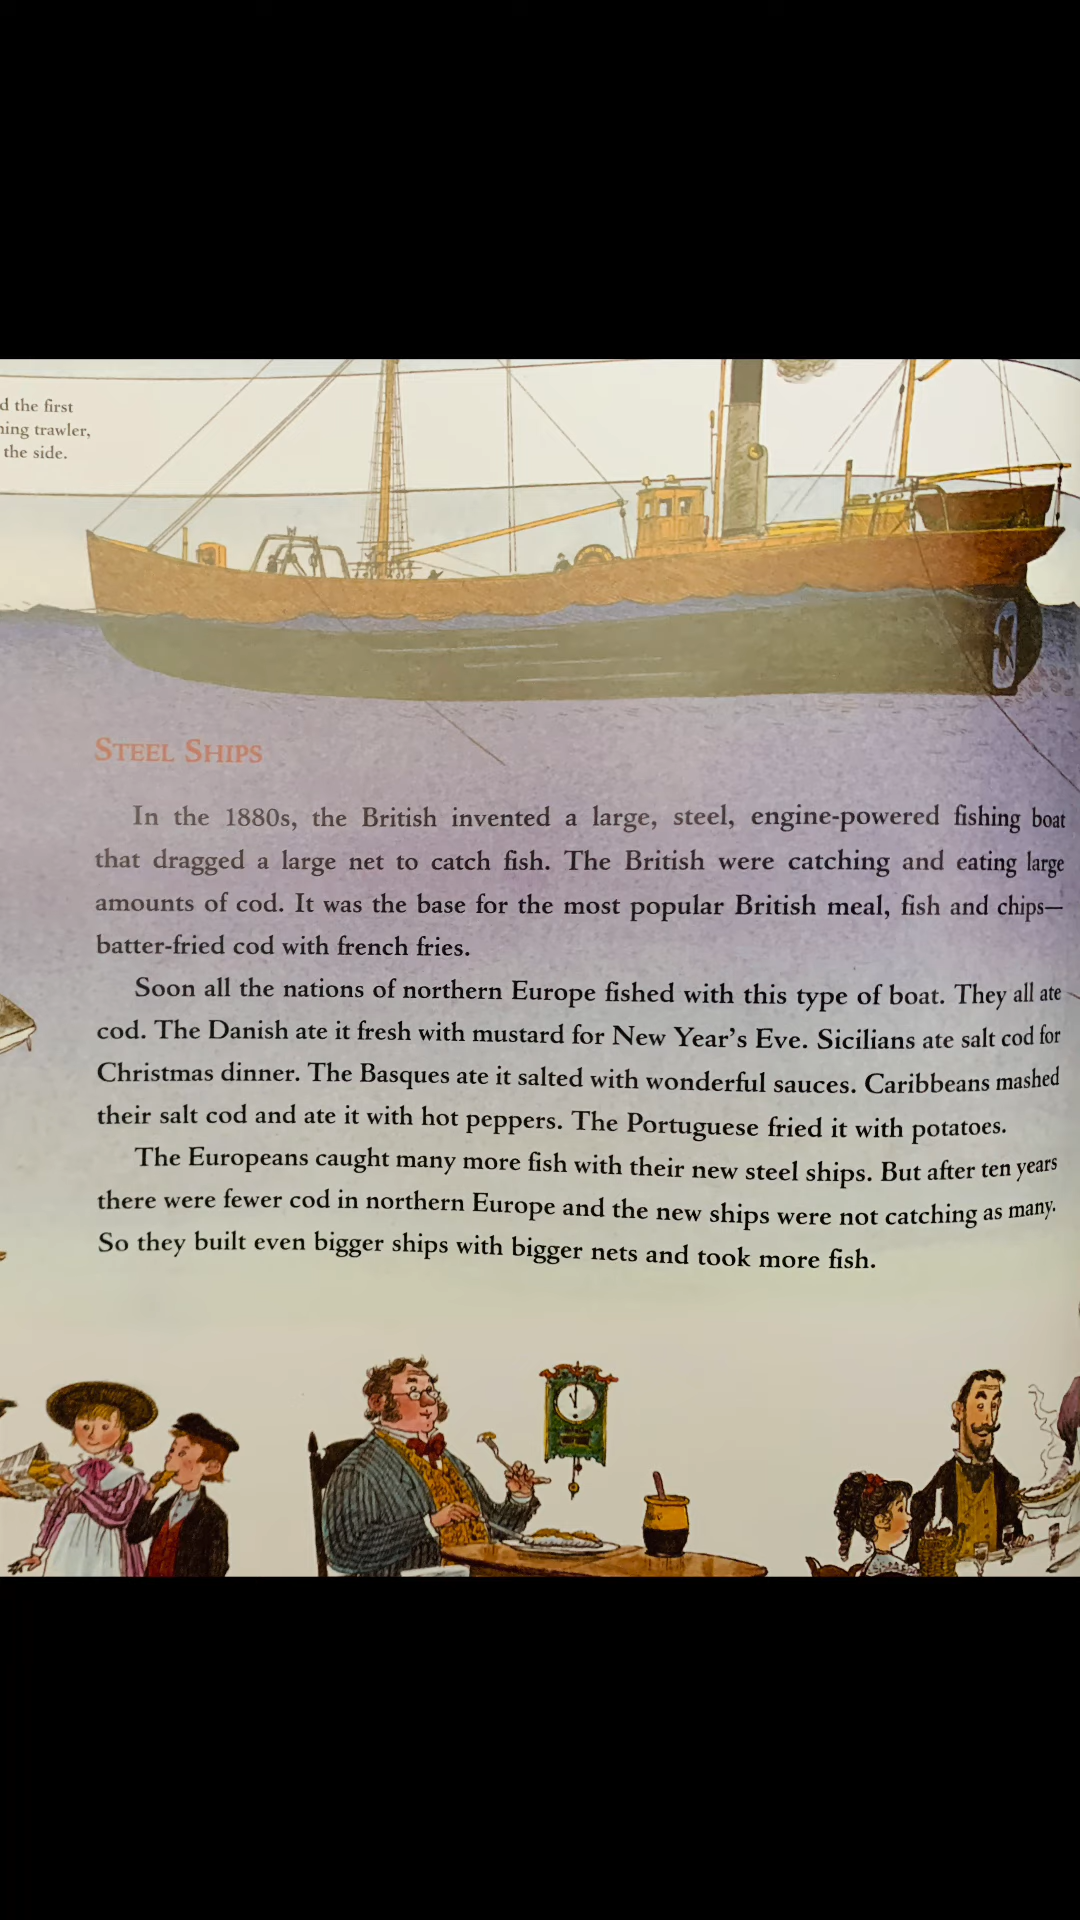 d the first
ning trawler,
the side.
STEEL SHIPS
In the 1880s, the British invented a large, steel, engine-powered fishing boat
that dragged a large net to catch fish. The British were catching and eating large
amounts of cod. It was the base for the most popular British meal, fish and chips—
batter-fried cod with french fries.
Soon all the nations of northern Europe fished with this type of boat. They all ate
cod. The Danish ate it fresh with mustard for New Year's Eve. Sicilians ate salt cod for
Christmas dinner. The Basques ate it salted with wonderful sauces. Caribbeans mashed
their salt cod and ate it with hot peppers. The Portuguese fried it with potatoes.
The Europeans caught many more fish with their new steel ships. But after ten years
there were fewer cod in northern Europe and the new ships were not catching as many.
So they built even bigger ships with bigger nets and took more fish.